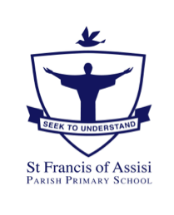 SEEK TO UNDERSTAND
St Francis of Assisi
PARISH PRIMARY SCHOOL